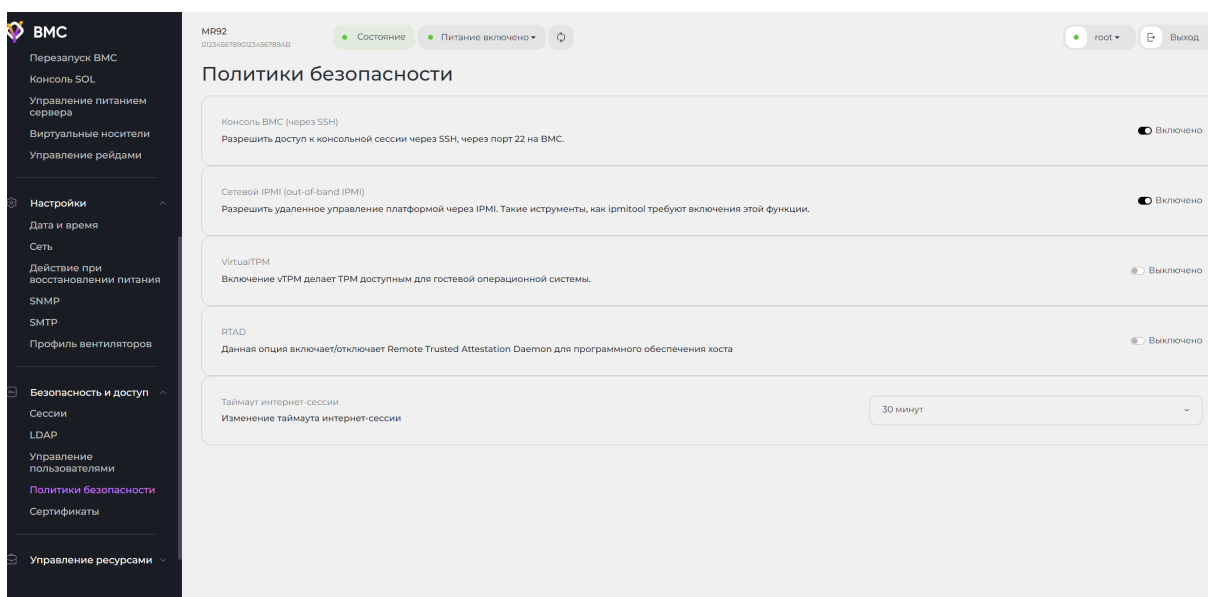 BMC
Перезапуск BMC
Консоль SOL
Управление питанием
сервера
Виртуальные носители
Управление рейдами
Настройки
Дата и время
Сеть
Действие при
восстановлении питания
SNMP
SMTP
Профиль вентиляторов
Безопасность и доступ
Сессии
LDAP
Управление
пользователями
Политики безопасности
Сертификаты
Управление ресурсами
MR92
01234567890123456789AB
Состояние
Питание включено
root
Выход
Политики безопасности
Консоль BMC (через SSH)
Разрешить доступ к консольной сессии через SSH, через порт 22 на BMC.
Включено
Сетевой IPMI (out-of-band IPMI)
Разрешить удаленное управление платформой через IPMI. Такие иструменты, как ipmitool требуют включения этой функции.
Включено
VirtualTPM
Включение vTPM делает TPM доступным для гостевой операционной системы.
Выключено
RTAD
Данная опция включает/отключает Remote Trusted Attestation Daemon для программного обеспечения хоста
Выключено
Таймаут интернет-сессии
Изменение таймаута интернет-сессии
30 минут